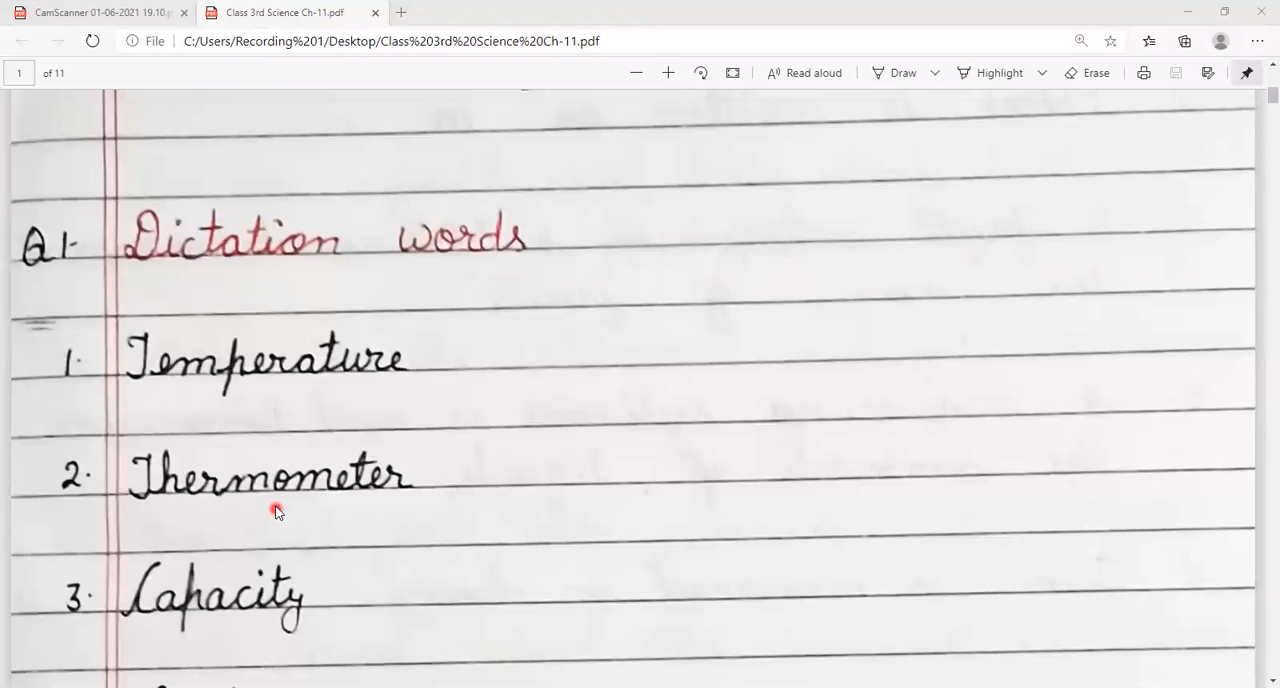 CamScanner 01-06-2021 19.10.p
Class 3rd Science Ch-11.pdf
File
C:/Users/Recording%201/Desktop/Class%203rd%20Science%20Ch-11.pdf
1 of 11
Read aloud
Draw
Highlight
Erase
Q1. Dictation words
1. Temperature
2. Thermometer
3. Capacity